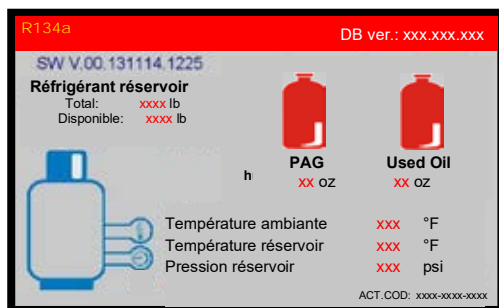 R134a
DB ver.: xxx.xxx.xxx
SW V.00.131114.1225
Réfrigérant réservoir
Total: xxxx lb
Disponible: xxxx lb
h
PAG
xx oz
Used Oil
xx oz
Température ambiante xxx °F
Température réservoir xxx °F
Pression réservoir xxx psi
ACT.COD: xxxx-xxxx-xxxx